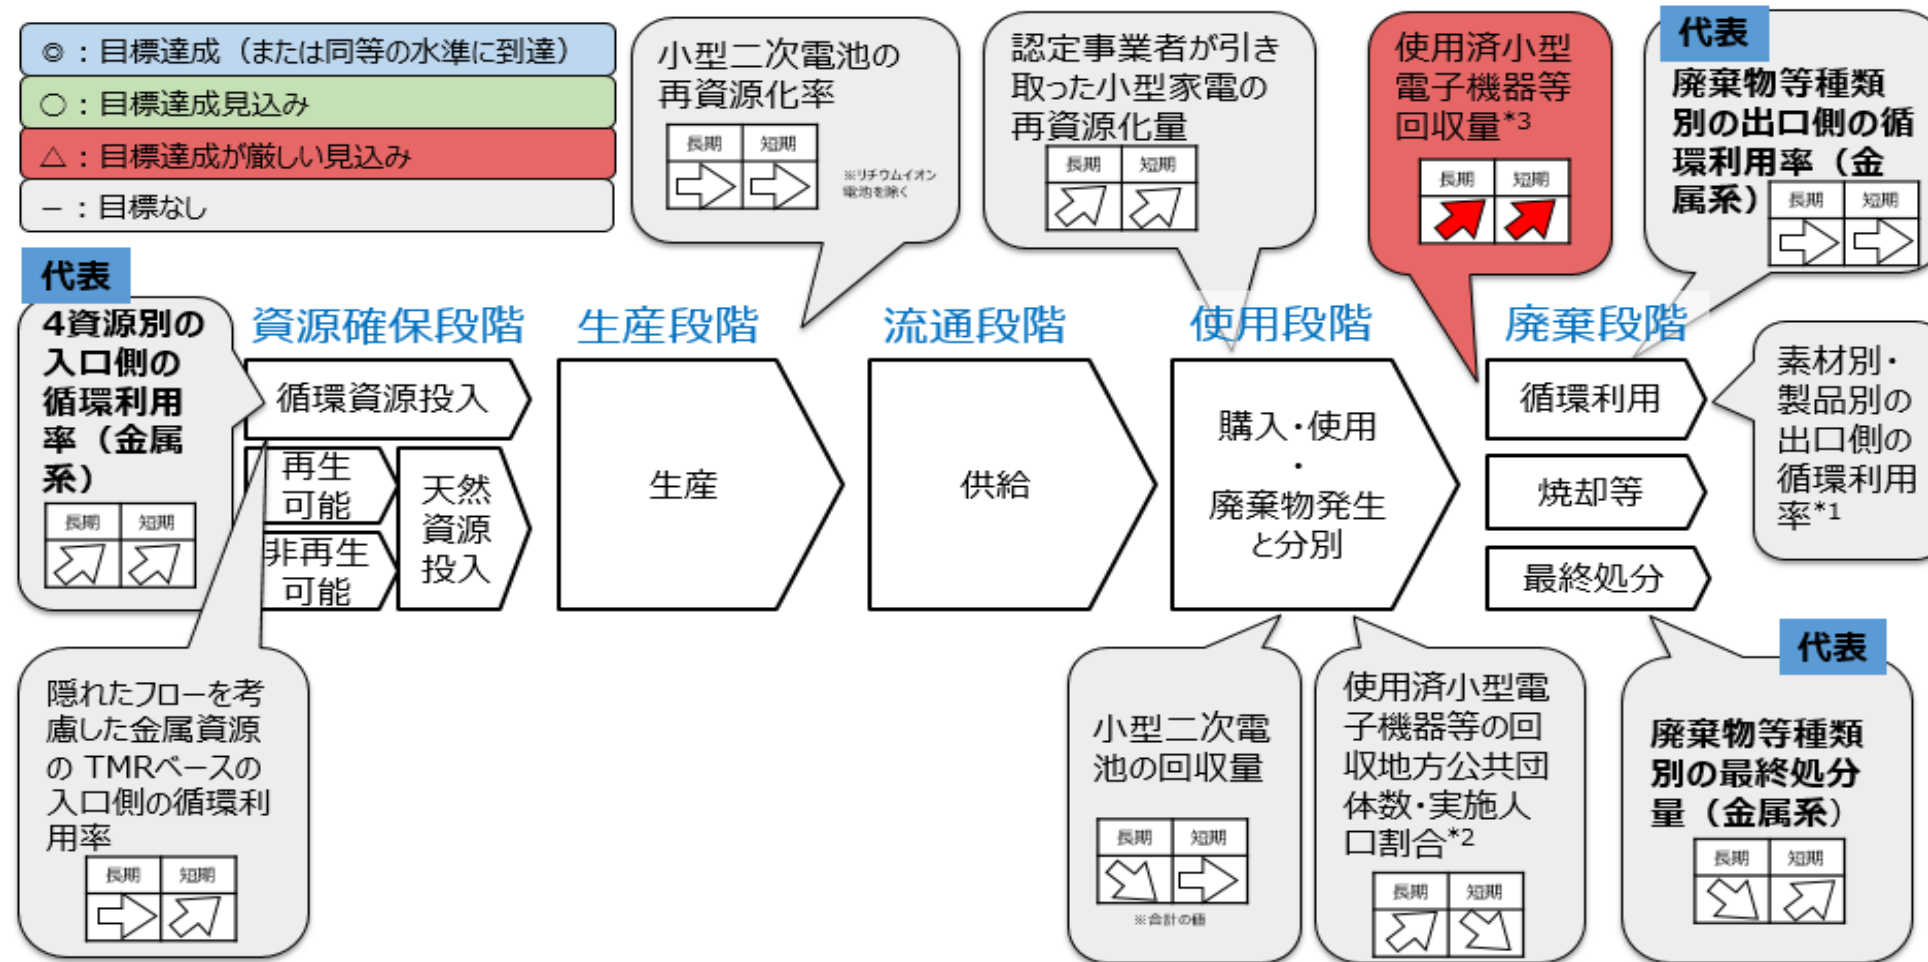 ◎：目標達成（または同等の水準に到達）
○：目標達成見込み
△：目標達成が厳しい見込み
－：目標なし
小型二次電池の
再資源化率
長期 短期
※リチウムイオン
電池を除く
認定事業者が引き
取った小型家電の
再資源化量
長期 短期
使用済小型
電子機器等
回収量*3
長期 短期
代表
廃棄物等種類
別の出口側の循
環利用率（金
属系）
長期 短期
代表
4資源別の
入口側の
循環利用
率（金属
系）
長期 短期
資源確保段階
生産段階
流通段階
使用段階
廃棄段階
循環資源投入
再生
可能
非再生
可能
天然
資源
投入
生産
供給
購入・使用
・
廃棄物発生
と分別
循環利用
焼却等
最終処分
素材別・
製品別の
出口側の
循環利用
率*1
隠れたフローを考
慮した金属資源
の TMRベースの
入口側の循環利
用率
長期 短期
小型二次電
池の回収量
長期 短期
※合計の値
使用済小型電
子機器等の回
収地方公共団
体数・実施人
口割合*2
長期 短期
代表
廃棄物等種類
別の最終処分
量（金属系）
長期 短期